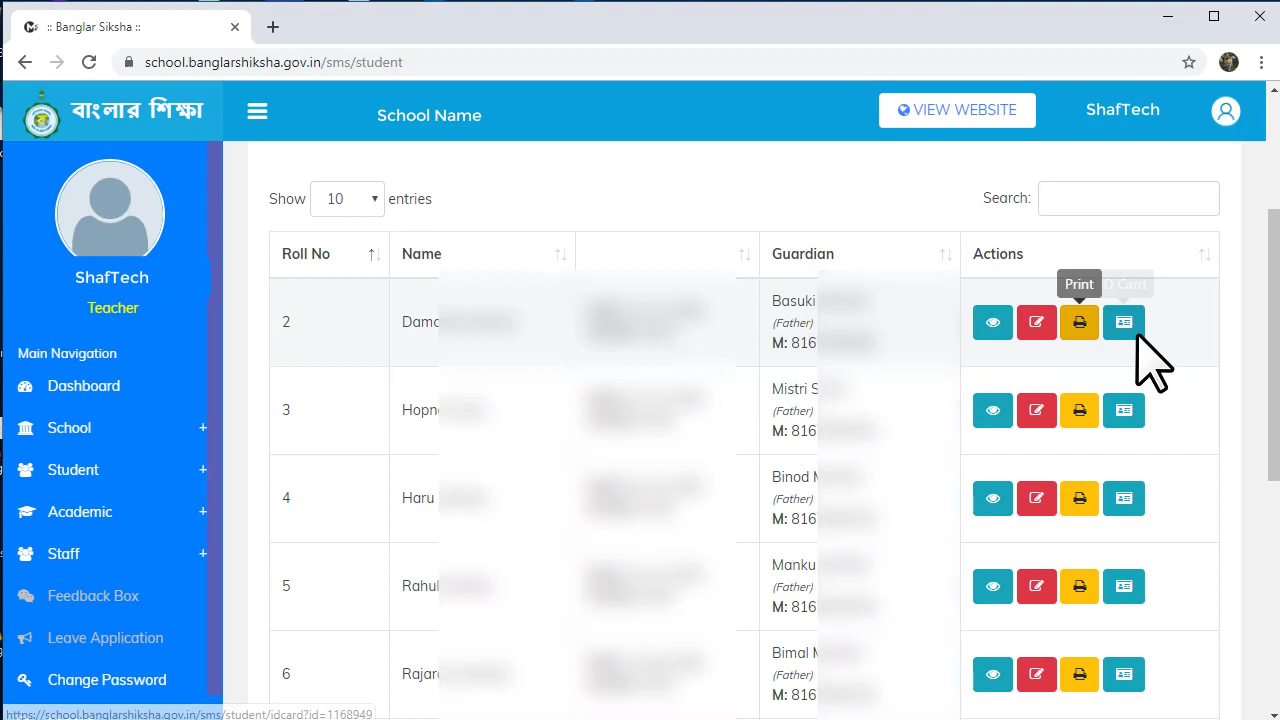 :: Banglar Siksha ::
school.banglarshiksha.gov.in/sms/student
বাংলার শিক্ষা
School Name
VIEW WEBSITE
ShafTech
ShafTech
Teacher
Main Navigation
Dashboard
School +
Student +
Academic +
Staff +
Feedback Box
Leave Application
Change Password
Show 10 entries
Search:
Roll No Name Guardian Actions
Print
2 Basuki
(Father)
M: 816
3 Mistri S
(Father)
M: 816
4 Haru Binod M
(Father)
M: 816
5 Rahul Manku
(Father)
M: 816
6 Bimal M
(Father)
M: 816
https://school.banglarshiksha.gov.in/sms/student/idcard?id=1168949